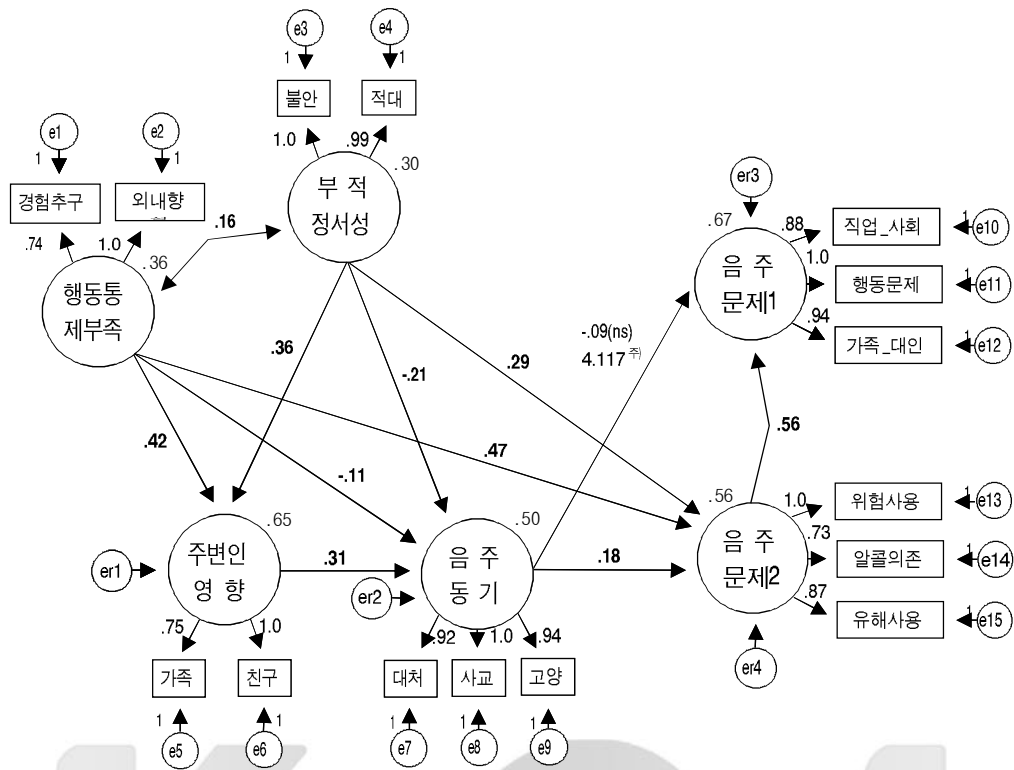 e3
e4
1
1
불안
적대
e1
e2
1.0
.99
.30
1
1
부 적
정서성
er3
경험추구
외내향
.16
.67
.88
직업_사회
1
e10
.74
1.0
.36
음 주
문제1
1.0
행동문제
1
e11
행동통
제부족
.94
가족_대인
1
e12
-.09(ns)
4.117 주)
.36
-.21
.29
.56
.42
-.11
.47
.56
1.0
위험사용
1
e13
.65
.50
음 주
문제2
.73
알콜의존
1
e14
주변인
영 향
음 주
동 기
er1
.31
er2
.18
.87
유해사용
1
e15
.75
1.0
.92
1.0
.94
er4
가족
친구
대처
사교
고양
1
1
1
1
1
e5
e6
e7
e8
e9